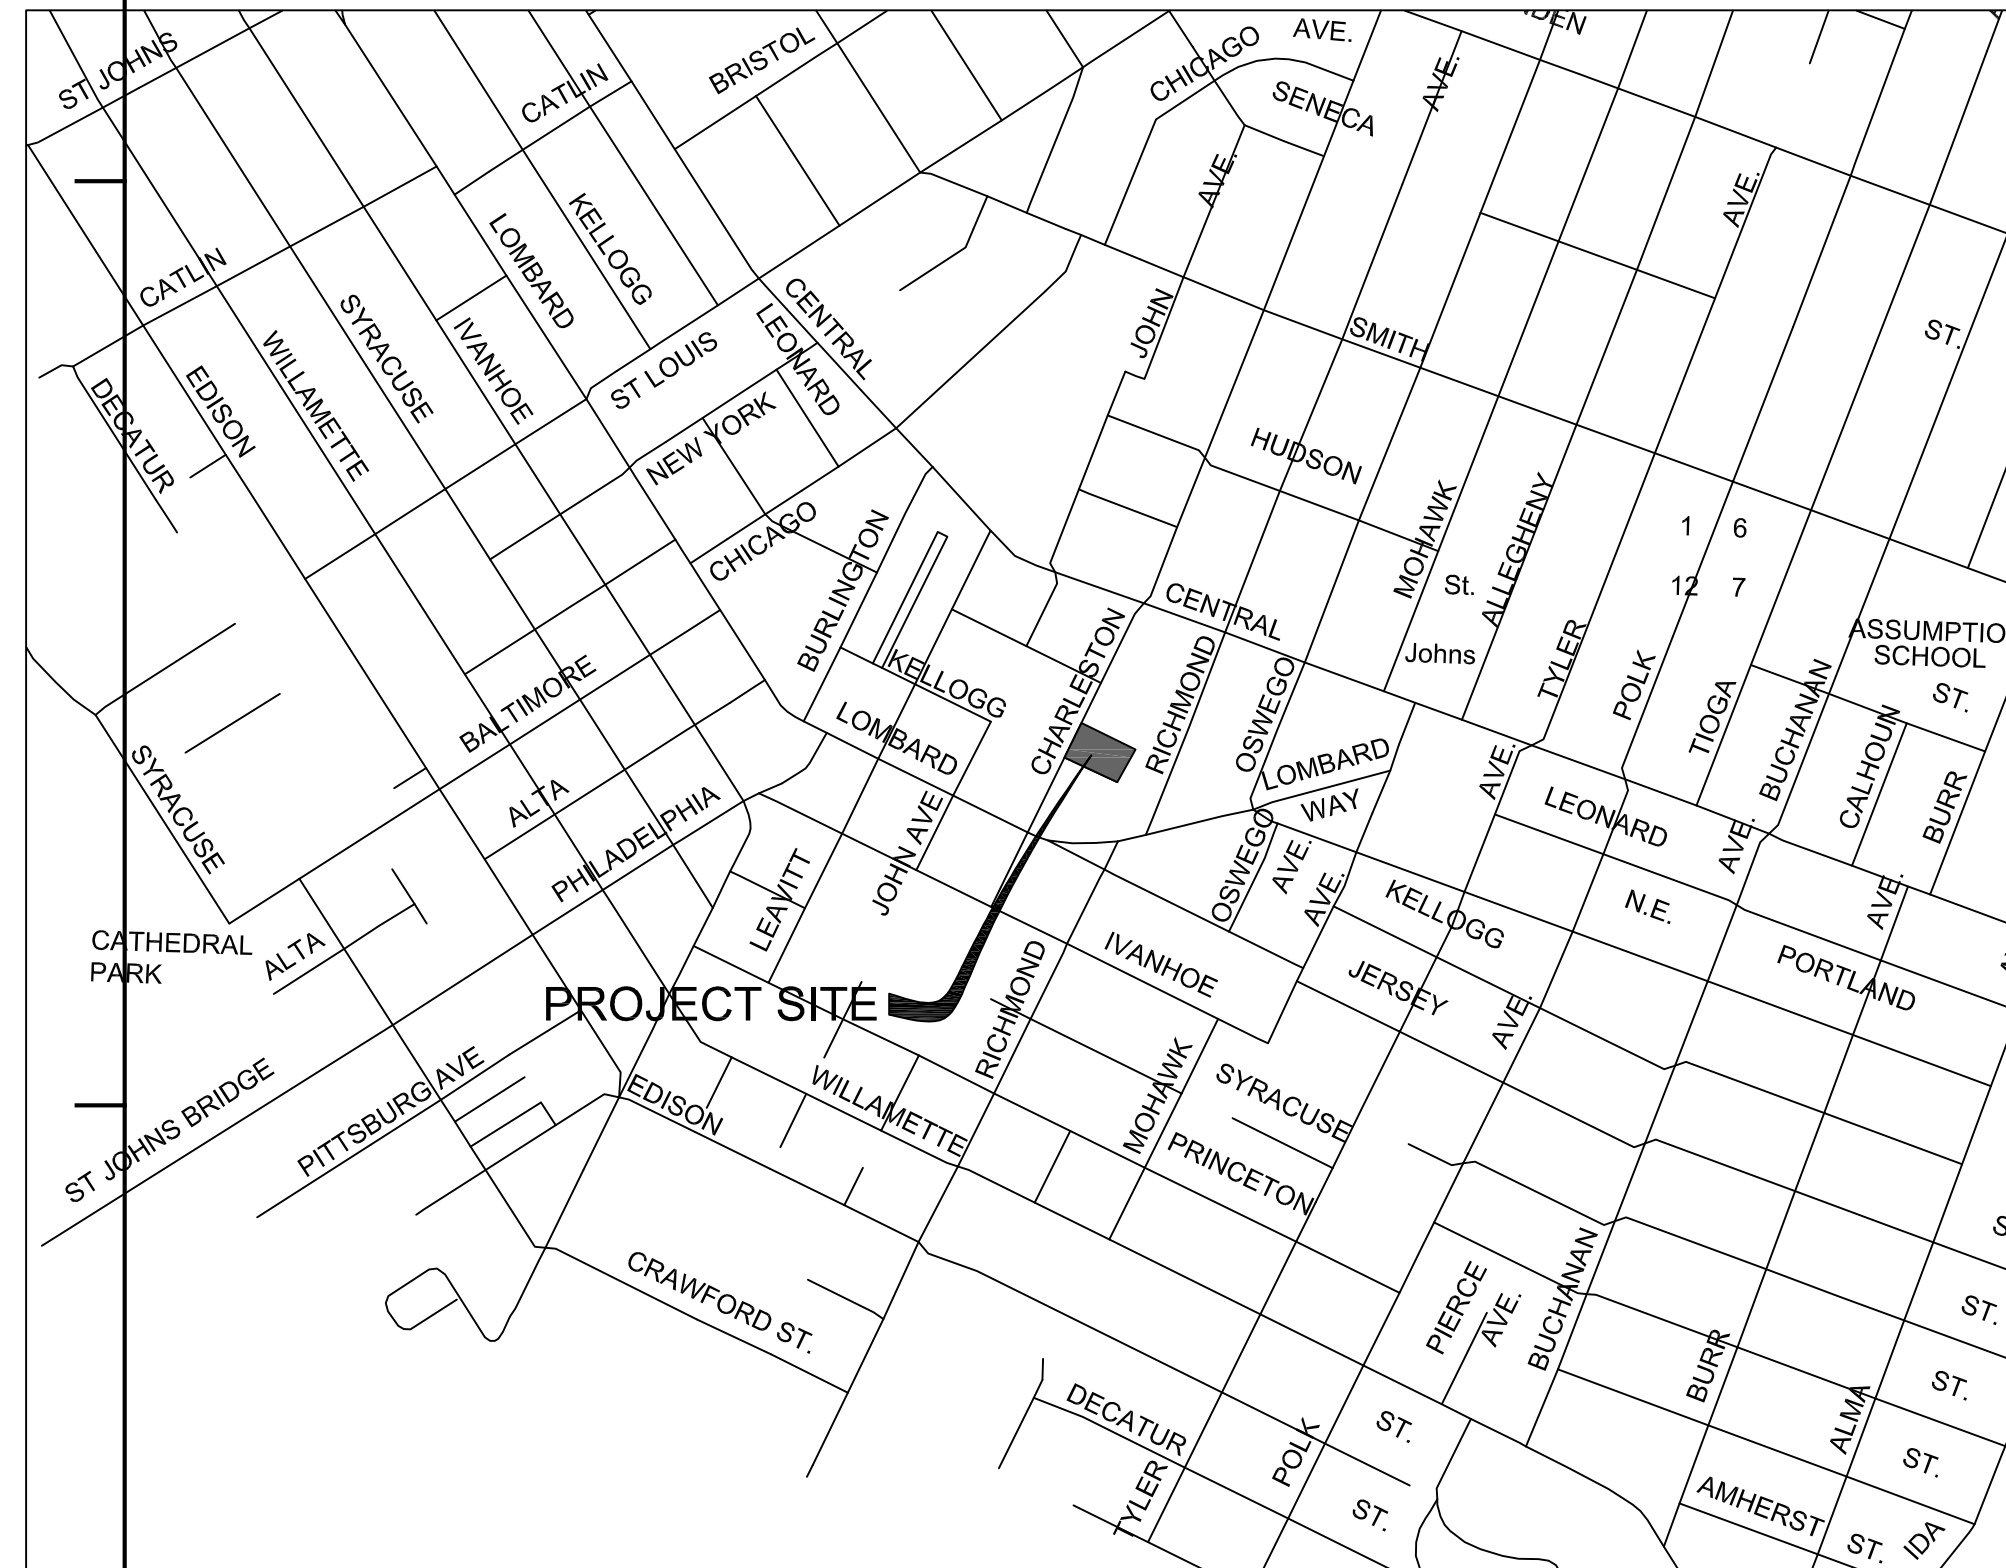 ST JOHNS
CATLIN
BRISTOL
CHICAGO
AVE.
SENECA
AVE.
AVE.
AVE.
CATLIN
DECATUR
EDISON
WILLAMETTE
SYRACUSE
IVANHOE
LOMBARD
KELLOGG
ST LOUIS
LEONARD
CENTRAL
NEW YORK
CHICAGO
JOHN
SMITH
ST.
HUDSON
MOHAWK
ALLEGHENY
1 6
12 7
St.
Johns
BURLINGTON
CHARLESTON
CENTRAL
RICHMOND
OSWEGO
TYLER
POLK
TIOGA
BUCHANAN
ASSUMPTIO
SCHOOL
ST.
CALHOUN
BURR
KELLOGG
LOMBARD
LOMBARD
WAY
BALTIMORE
ALTA
PHILADELPHIA
SYRACUSE
LEAVITT
JOHN AVE
OSWEGO
AVE.
AVE.
AVE.
LEONARD
AVE.
AVE.
KELLOGG
N.E.
PORTLAND
CATHEDRAL
PARK
ALTA
PROJECT SITE
RICHMOND
IVANHOE
JERSEY
AVE.
ST JOHNS BRIDGE
PITTSBURG AVE
EDISON
WILLAMETTE
MOHAWK
SYRACUSE
PRINCETON
CRAWFORD ST.
PIERCE
AVE.
BUCHANAN
BURR
ALMA
ST.
ST.
ST.
DECATUR
ST.
TYLER
POLK
ST.
AMHERST
ST.
IDA